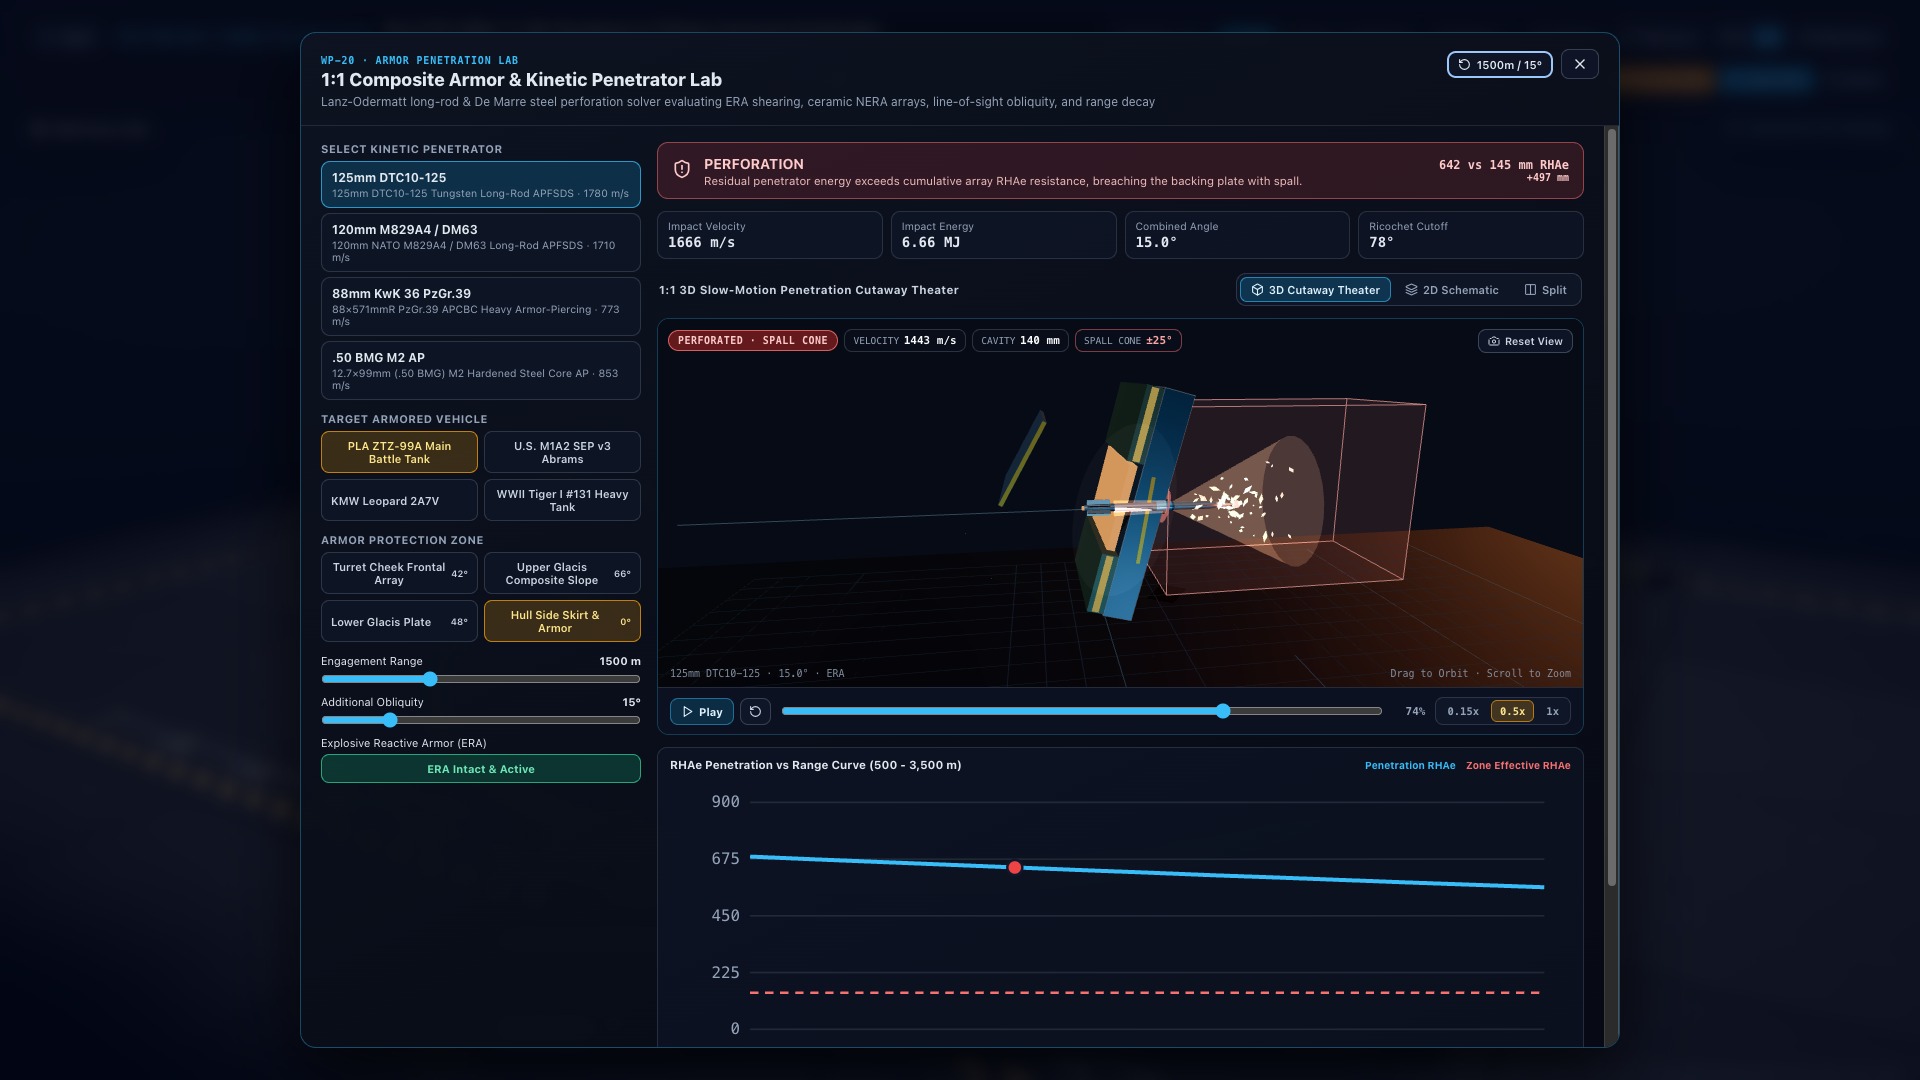 WP-20 · ARMOR PENETRATION LAB
1:1 Composite Armor & Kinetic Penetrator Lab
Lanz-Odermatt long-rod & De Marre steel perforation solver evaluating ERA shearing, ceramic NERA arrays, line-of-sight obliquity, and range decay
1500m / 15°
SELECT KINETIC PENETRATOR
125mm DTC10-125
125mm DTC10-125 Tungsten Long-Rod APFSDS · 1780 m/s
120mm M829A4 / DM63
120mm NATO M829A4 / DM63 Long-Rod APFSDS · 1710
m/s
88mm KwK 36 PzGr.39
88×571mmR PzGr.39 APCBC Heavy Armor-Piercing · 773
m/s
.50 BMG M2 AP
12.7×99mm (.50 BMG) M2 Hardened Steel Core AP · 853
m/s
TARGET ARMORED VEHICLE
PLA ZTZ-99A Main
Battle Tank
U.S. M1A2 SEP v3
Abrams
KMW Leopard 2A7V
WWII Tiger I #131 Heavy
Tank
ARMOR PROTECTION ZONE
Turret Cheek Frontal
Array
42°
Upper Glacis
Composite Slope
66°
Lower Glacis Plate
48°
Hull Side Skirt &
Armor
0°
Engagement Range
1500 m
Additional Obliquity
15°
Explosive Reactive Armor (ERA)
ERA Intact & Active
PERFORATION
Residual penetrator energy exceeds cumulative array RHAe resistance, breaching the backing plate with spall.
642 vs 145 mm RHAe
+497 mm
Impact Velocity
1666 m/s
Impact Energy
6.66 MJ
Combined Angle
15.0°
Ricochet Cutoff
78°
1:1 3D Slow-Motion Penetration Cutaway Theater
3D Cutaway Theater
2D Schematic
Split
PERFORATED · SPALL CONE
VELOCITY 1443 m/s
CAVITY 140 mm
SPALL CONE ±25°
Reset View
125mm DTC10-125 · 15.0° · ERA
Drag to Orbit · Scroll to Zoom
Play
74%
0.15x
0.5x
1x
RHAe Penetration vs Range Curve (500 - 3,500 m)
Penetration RHAe
Zone Effective RHAe
900
675
450
225
0